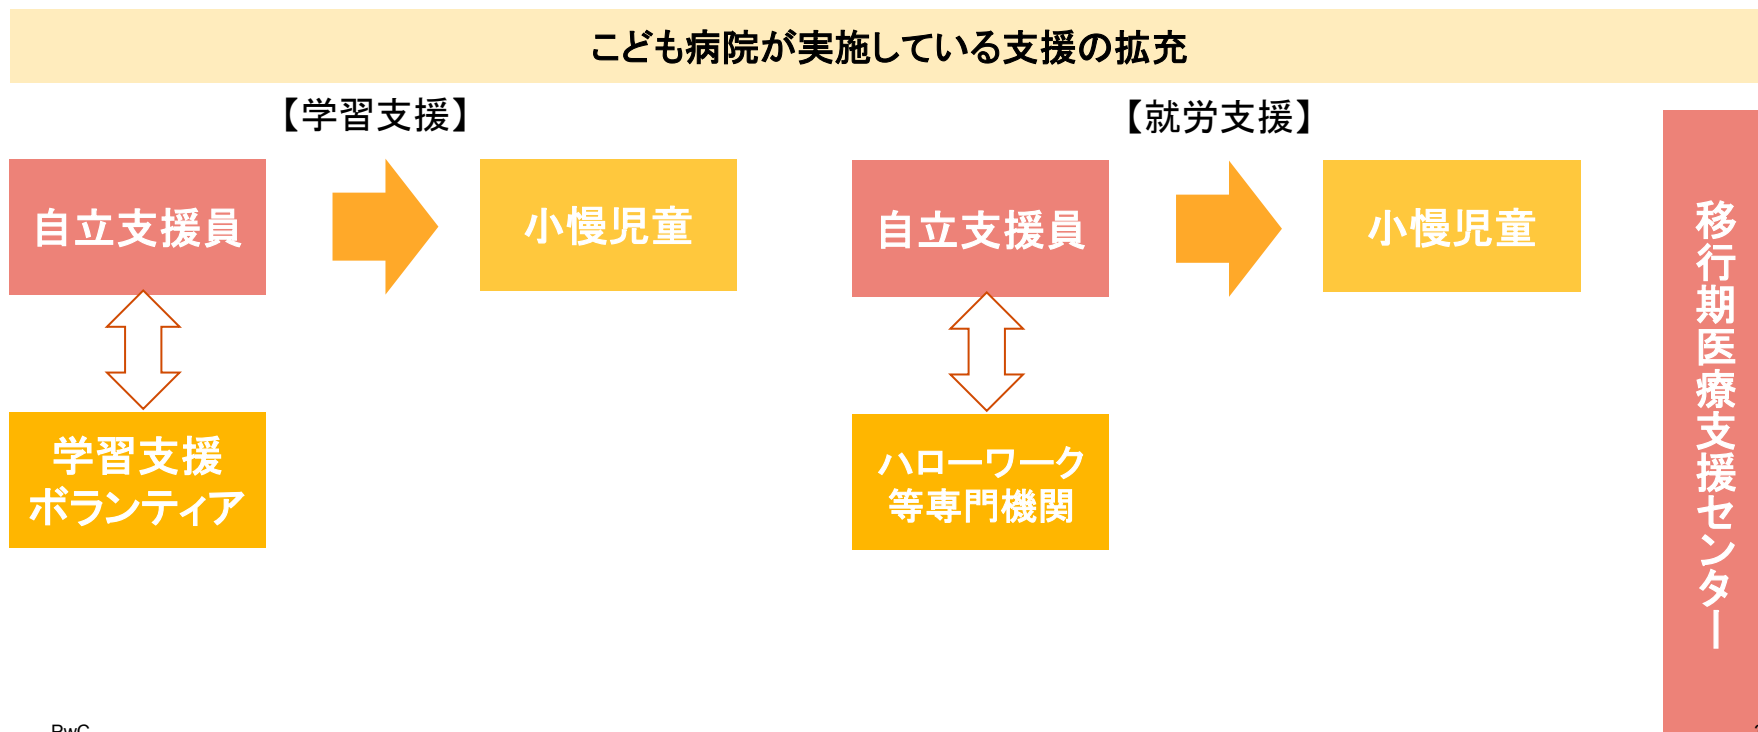 こども病院が実施している支援の拡充
【学習支援】
自立支援員
小慢児童
学習支援
ボランティア
【就労支援】
自立支援員
小慢児童
ハローワーク
等専門機関
移行期医療支援センター
PwC